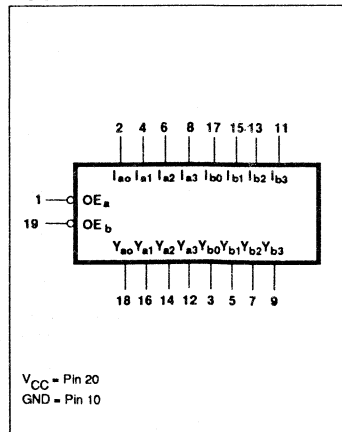 2 4 6 8 17 15 13 11
Iao Ia1 Ia2 Ia3 Ib0 Ib1 Ib2 Ib3
1 OEa
19 OEb
Yao Ya1 Ya2 Ya3 Yb0 Yb1 Yb2 Yb3
18 16 14 12 3 5 7 9
VCC = Pin 20
GND = Pin 10